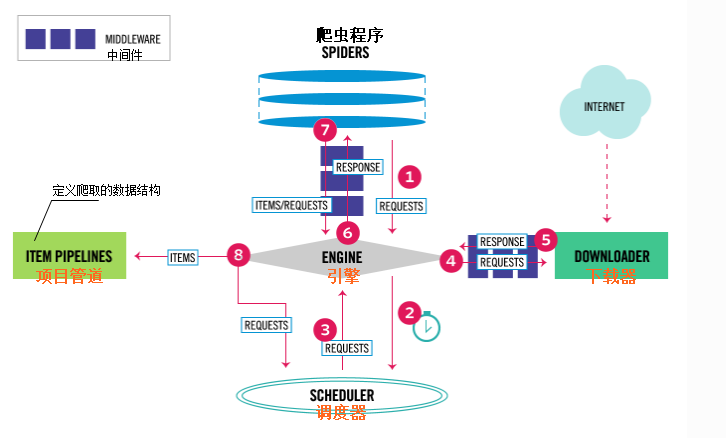 MIDDLEWARE
中间件
爬虫程序
SPIDERS
INTERNET
7
RESPONSE
1
定义爬取的数据结构
ITEMS/REQUESTS
REQUESTS
6
8
5
RESPONSE
ITEM PIPELINES
ITEMS
ENGINE
4
REQUESTS
DOWNLOADER
项目管道
引擎
下载器
2
3
REQUESTS
REQUESTS
SCHEDULER
调度器